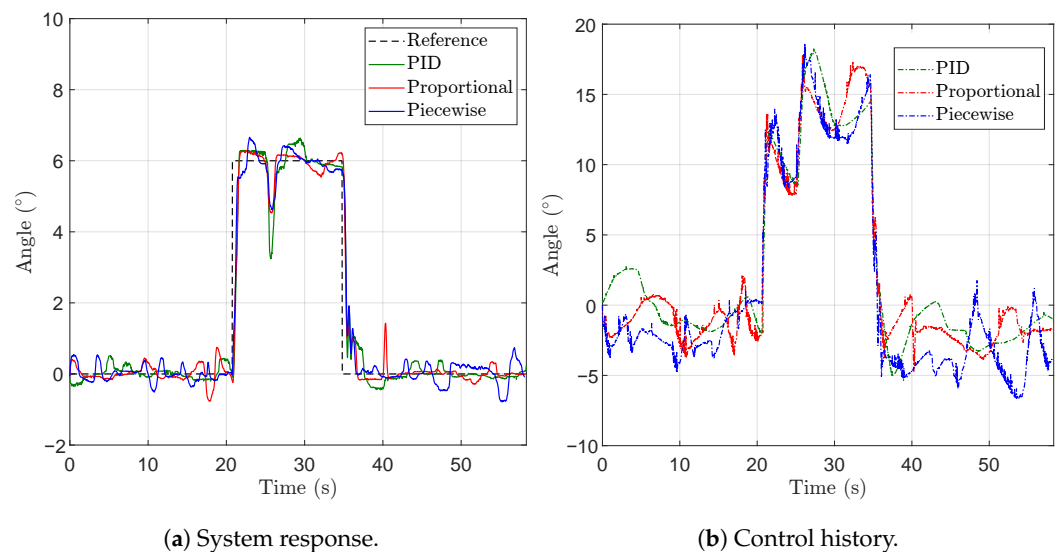 10
8
6
4
2
0
−2
Angle (°)
Reference
PID
Proportional
Piecewise
0 10 20 30 40 50
Time (s)
(a) System response.
20
15
10
5
0
−5
−10
Angle (°)
PID
Proportional
Piecewise
0 10 20 30 40 50
Time (s)
(b) Control history.